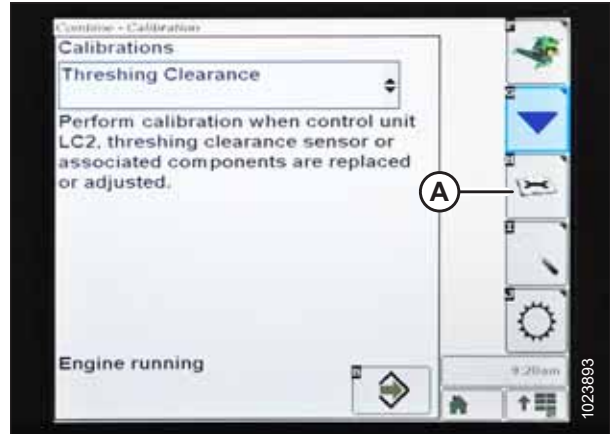 Combine - Calibration
Calibrations
Threshing Clearance
Perform calibration when control unit
LC2, threshing clearance sensor or
associated components are replaced
or adjusted.
A
Engine running
9:20am
1023893